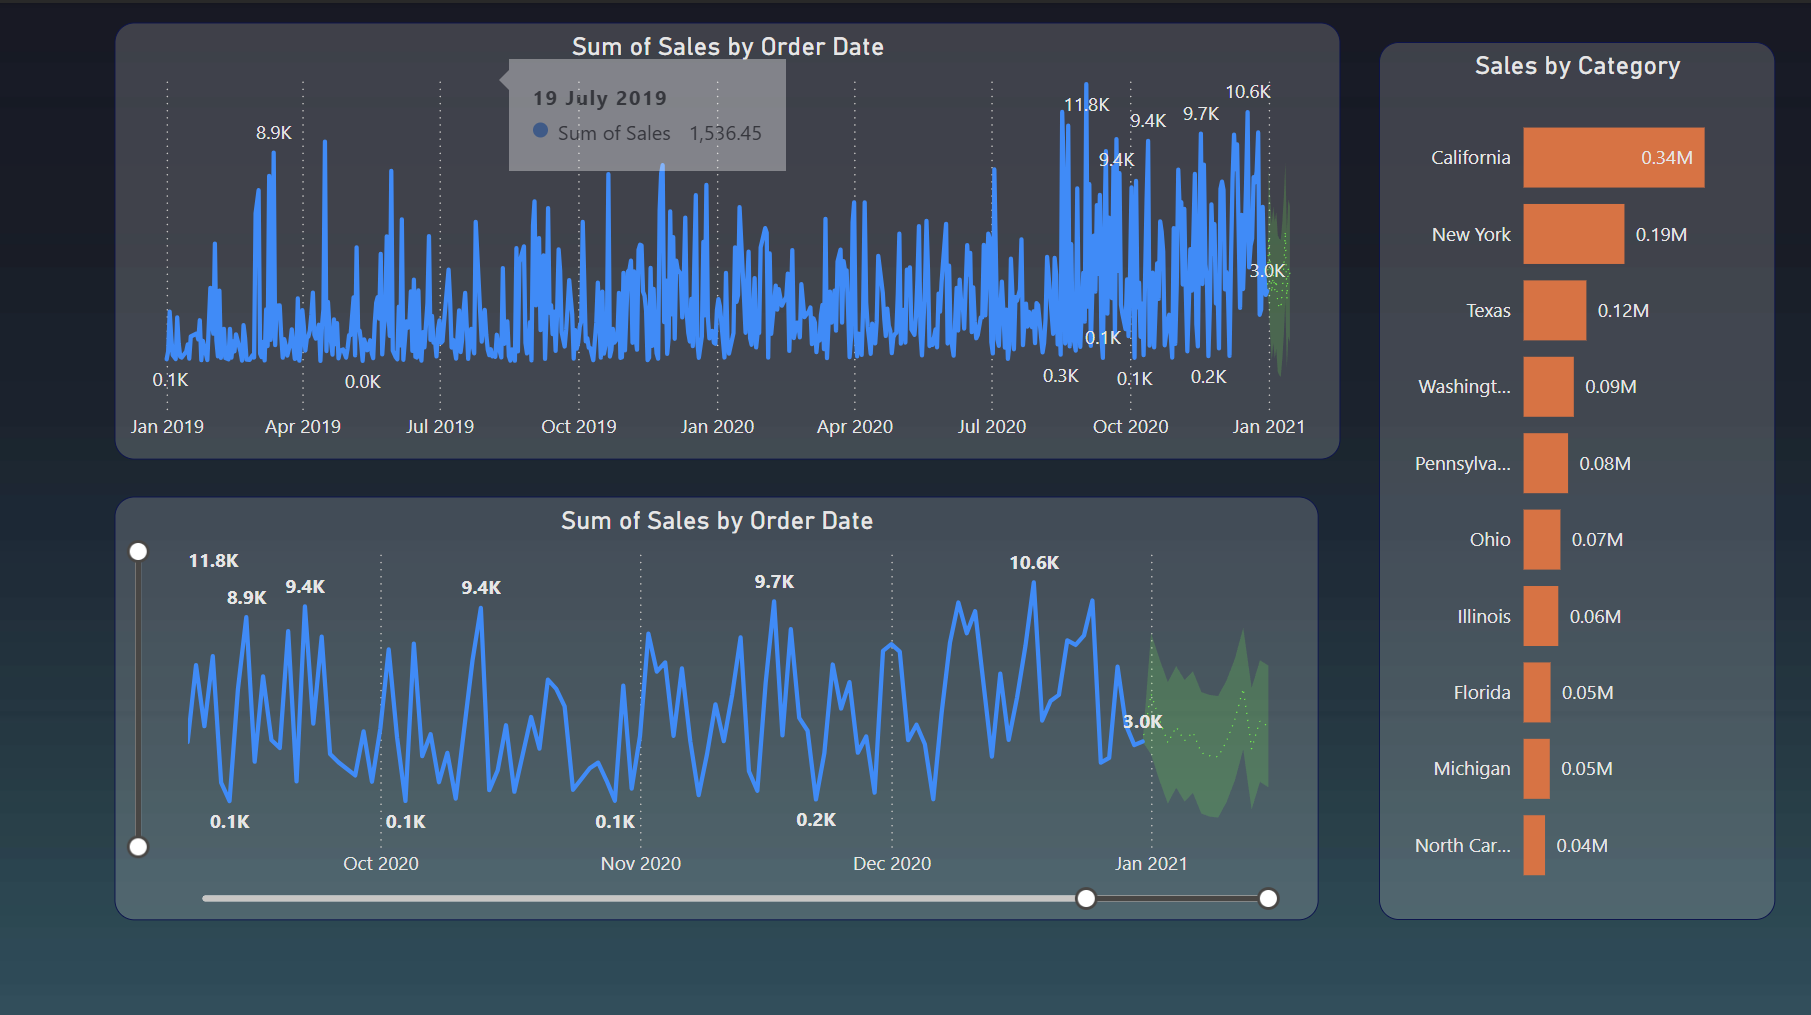 Sum of Sales by Order Date
19 July 2019
Sum of Sales 1,536.45
8.9K
11.8K
9.4K
9.4K
9.7K
10.6K
3.0K
0.1K
0.1K
0.0K
0.3K
0.1K
0.2K
Jan 2019 Apr 2019 Jul 2019 Oct 2019 Jan 2020 Apr 2020 Jul 2020 Oct 2020 Jan 2021
Sum of Sales by Order Date
11.8K
8.9K
9.4K
9.4K
9.7K
10.6K
3.0K
0.1K
0.1K
0.1K
0.2K
Oct 2020 Nov 2020 Dec 2020 Jan 2021
Sales by Category
California 0.34M
New York 0.19M
Texas 0.12M
Washingt... 0.09M
Pennsylva... 0.08M
Ohio 0.07M
Illinois 0.06M
Florida 0.05M
Michigan 0.05M
North Car... 0.04M